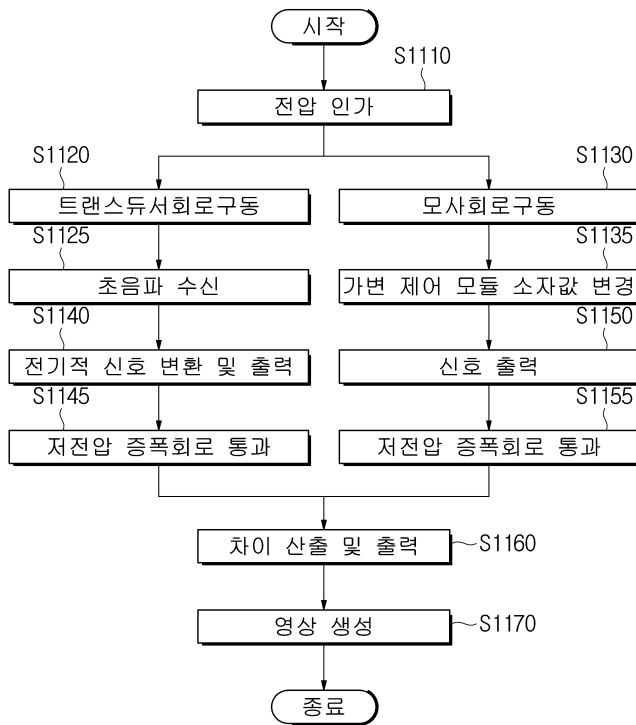 시작
S1110
전압 인가
S1120
S1130
트랜스듀서회로구동
모사회로구동
S1125
S1135
초음파 수신
가변 제어 모듈 소자값 변경
S1140
S1150
전기적 신호 변환 및 출력
신호 출력
S1145
S1155
저전압 증폭회로 통과
저전압 증폭회로 통과
차이 산출 및 출력
S1160
영상 생성
S1170
종료